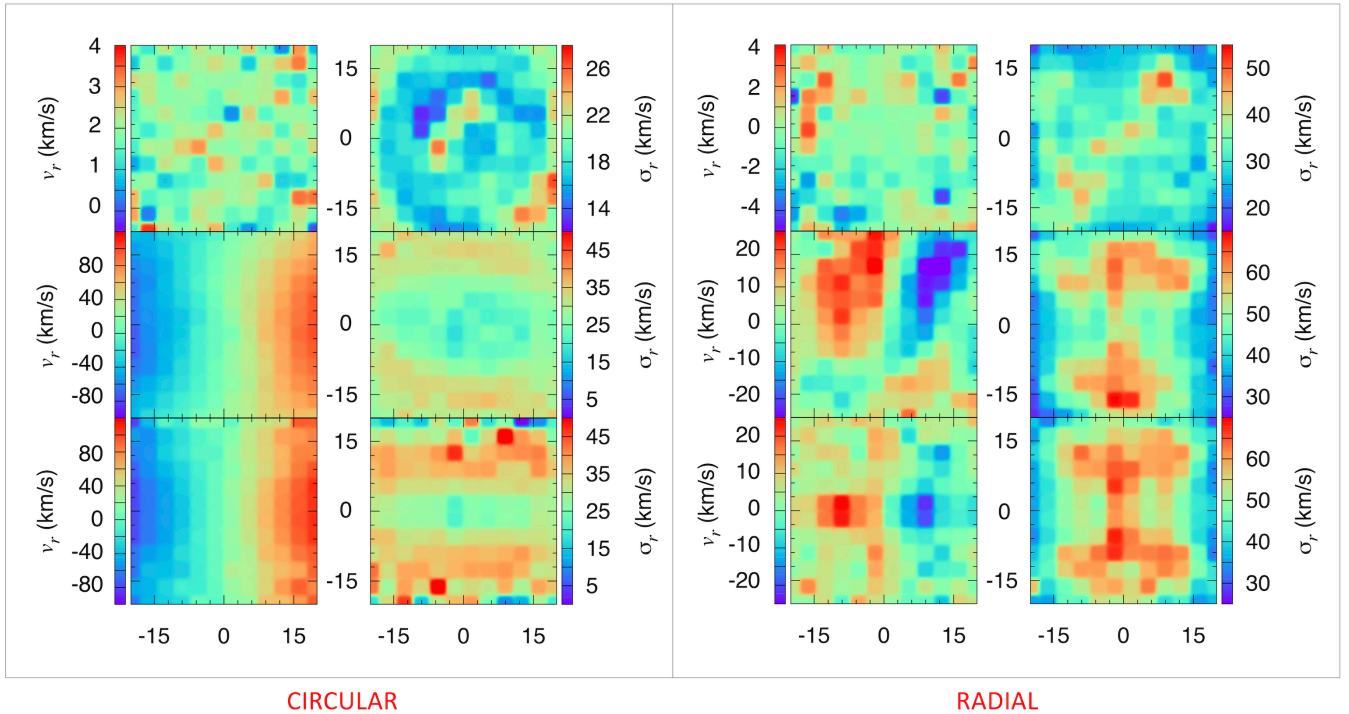 4 3 2 1 0
v_r (km/s)
15 0 -15
26 22 18 14
σ_r (km/s)
80 40 0 -40 -80
v_r (km/s)
15 0 -15
45 35 25 15 5
σ_r (km/s)
80 40 0 -40 -80
v_r (km/s)
15 0 -15
45 35 25 15 5
σ_r (km/s)
-15 0 15
-15 0 15
4 2 0 -2 -4
v_r (km/s)
15 0 -15
50 40 30 20
σ_r (km/s)
20 10 0 -10 -20
v_r (km/s)
15 0 -15
60 50 40 30
σ_r (km/s)
20 10 0 -10 -20
v_r (km/s)
15 0 -15
60 50 40 30
σ_r (km/s)
-15 0 15
-15 0 15
CIRCULAR
RADIAL